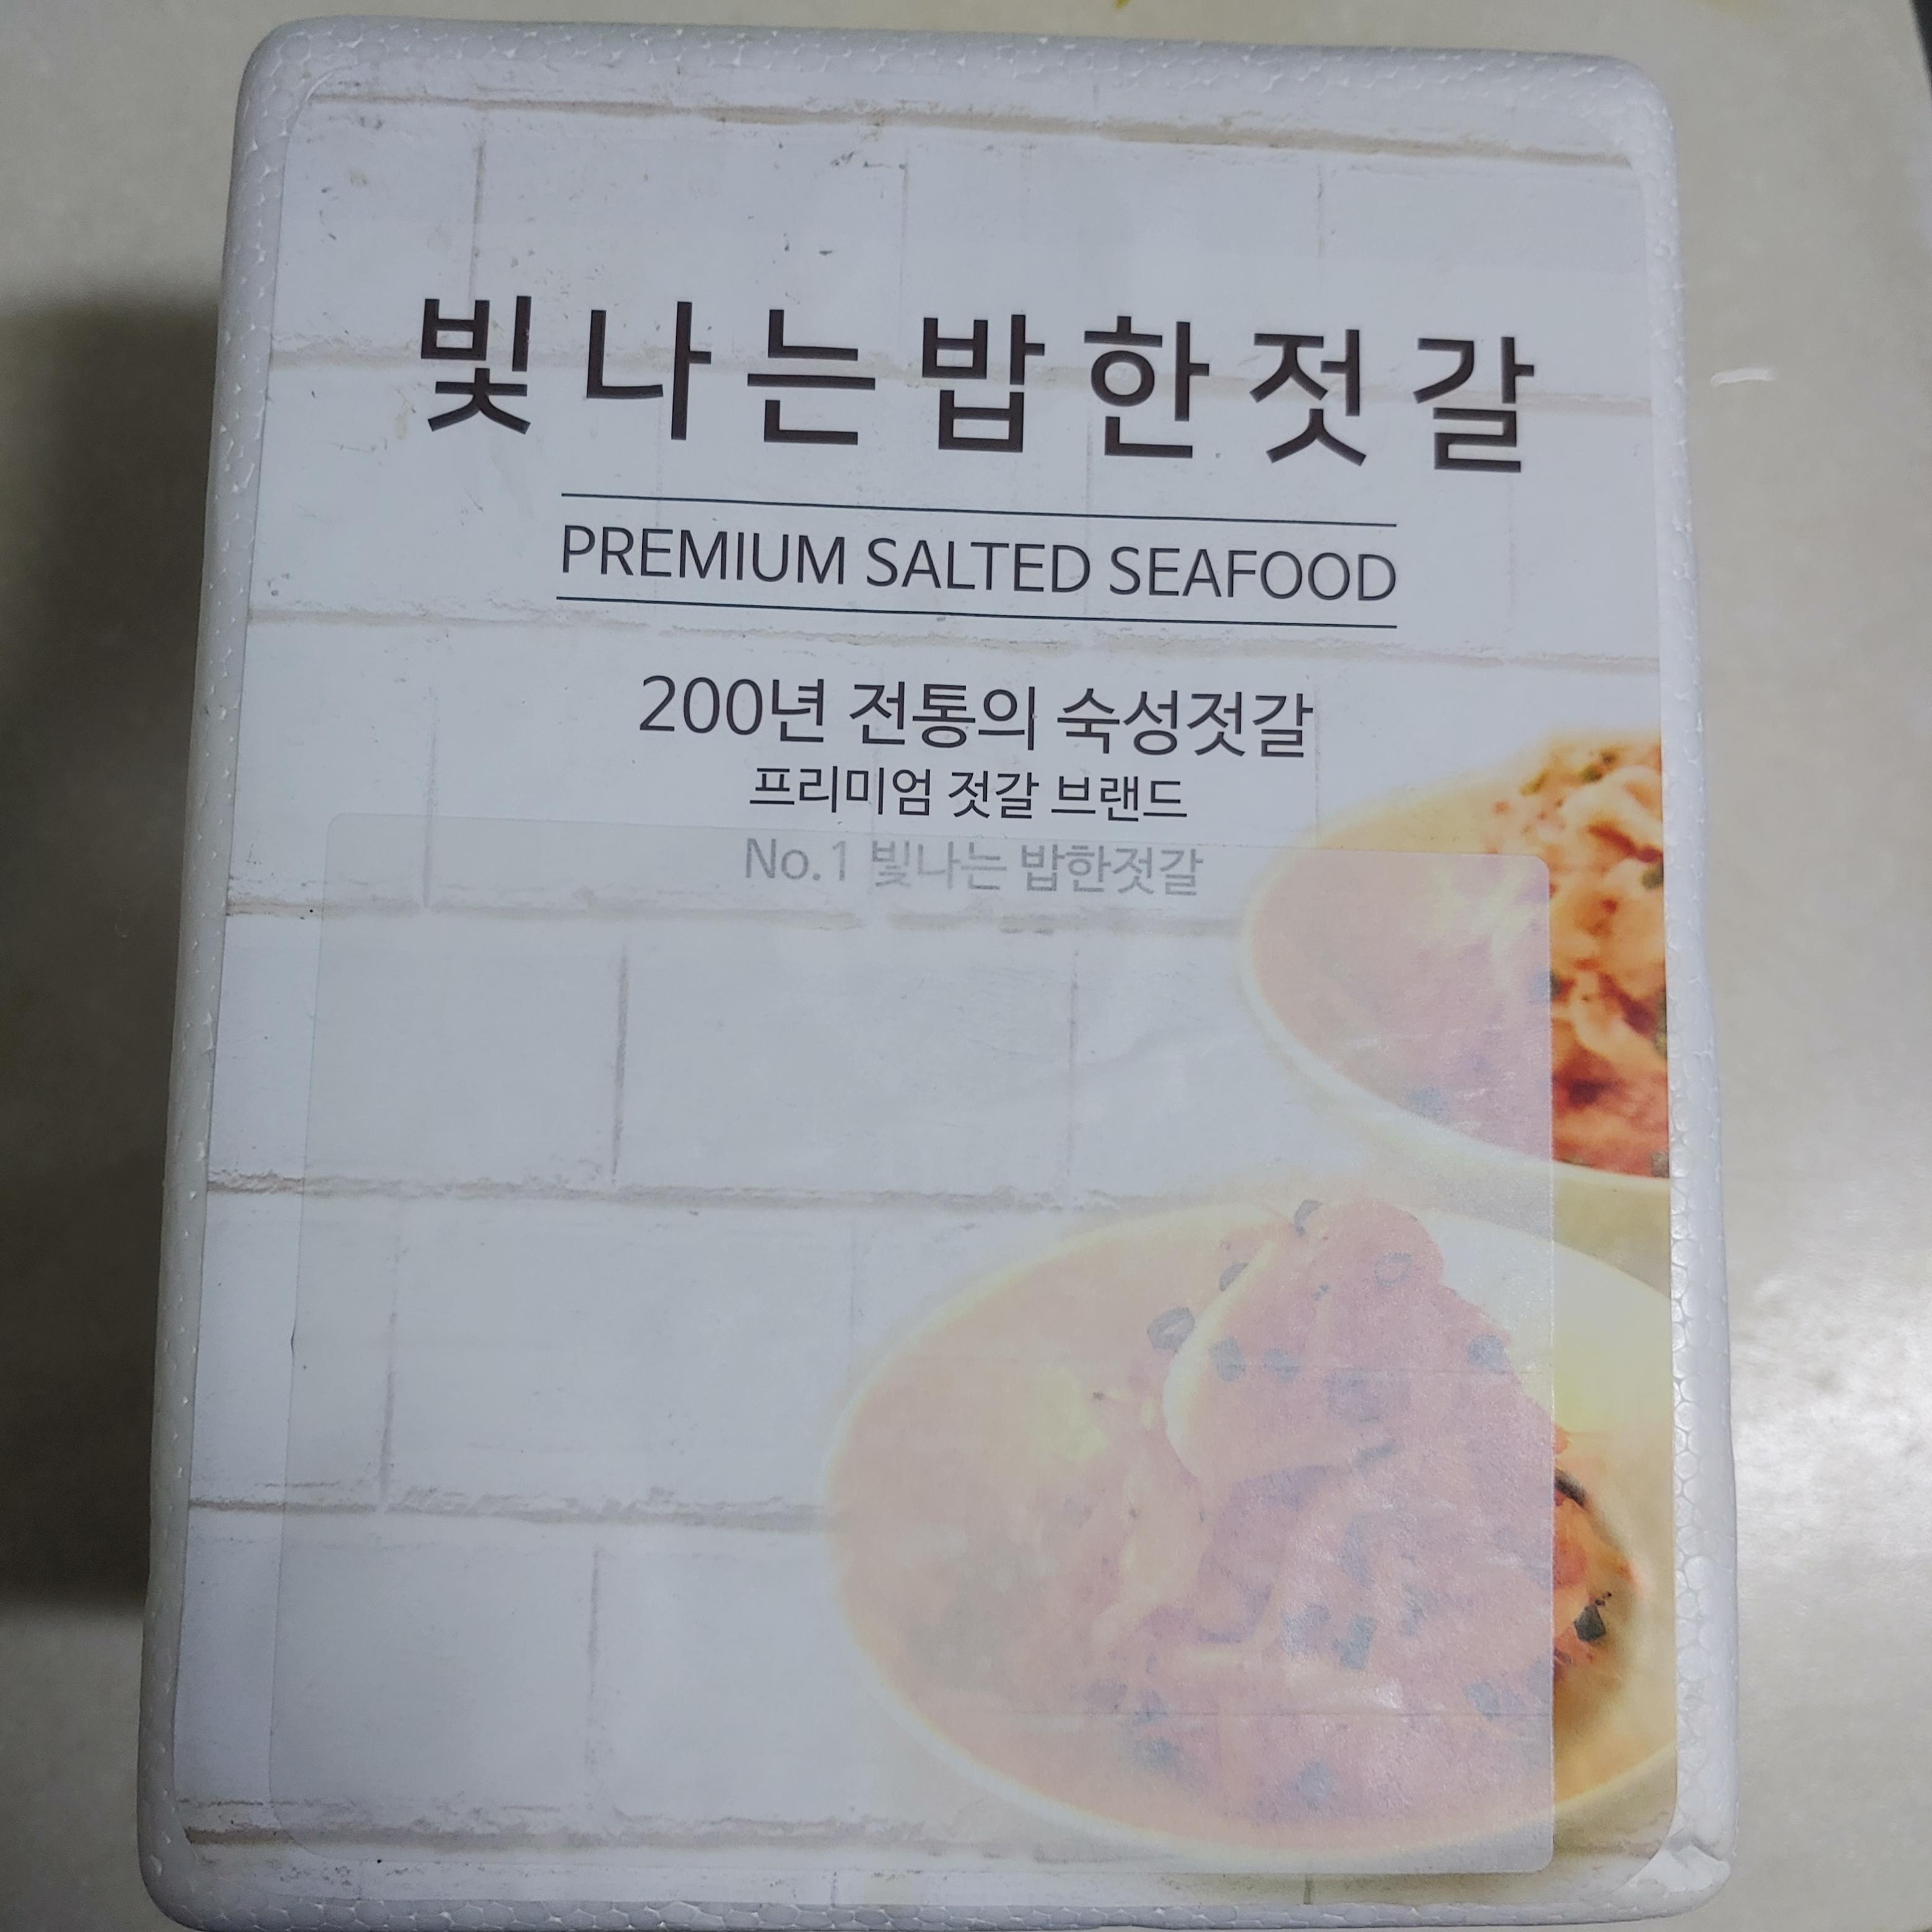 빛나는밥한젓갈
PREMIUM SALTED SEAFOOD
200년 전통의 숙성젓갈
프리미엄 젓갈 브랜드
No.1 빛나는 밥한젓갈